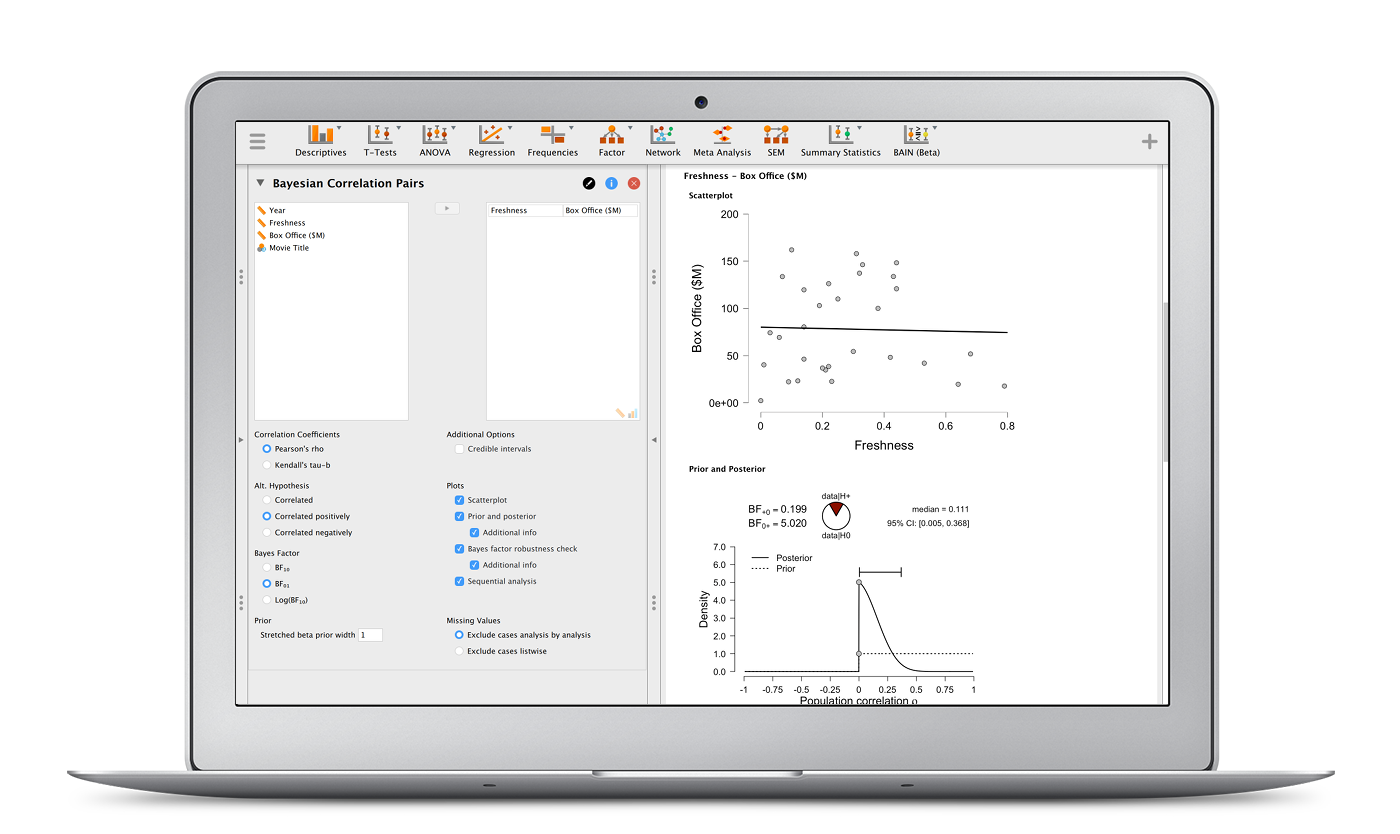 Descriptives T-Tests ANOVA Regression Frequencies Factor Network Meta Analysis SEM Summary Statistics BAIN (Beta)
Bayesian Correlation Pairs
Year
Freshness
Box Office ($M)
Movie Title
Freshness Box Office ($M)
Correlation Coefficients
Pearson's rho
Kendall's tau-b
Alt. Hypothesis
Correlated
Correlated positively
Correlated negatively
Bayes Factor
BF₁₀
BF₀₁
Log(BF₁₀)
Prior
Stretched beta prior width 1
Additional Options
Credible intervals
Plots
Scatterplot
Prior and posterior
Additional info
Bayes factor robustness check
Additional info
Sequential analysis
Missing Values
Exclude cases analysis by analysis
Exclude cases listwise
Freshness - Box Office ($M)
Scatterplot
200
150
100
50
0e+00
Box Office ($M)
0 0.2 0.4 0.6 0.8
Freshness
Prior and Posterior
data|H+
BF₊₀ = 0.199
BF₀₊ = 5.020
data|H0
median = 0.111
95% CI: [0.005, 0.368]
Posterior
Prior
7.0
6.0
5.0
4.0
3.0
2.0
1.0
0.0
Density
-1 -0.75 -0.5 -0.25 0 0.25 0.5 0.75 1
Population correlation ρ